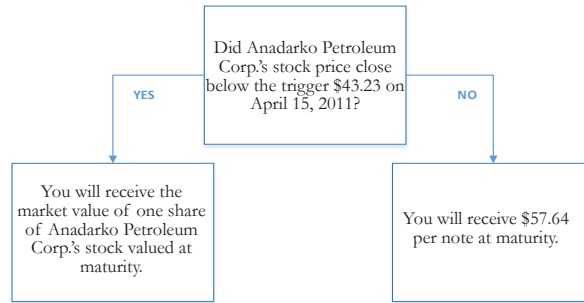 Did Anadarko Petroleum
Corp.'s stock price close
below the trigger $43.23 on
April 15, 2011?
YES
NO
You will receive the
market value of one share
of Anadarko Petroleum
Corp.'s stock valued at
maturity.
You will receive $57.64
per note at maturity.